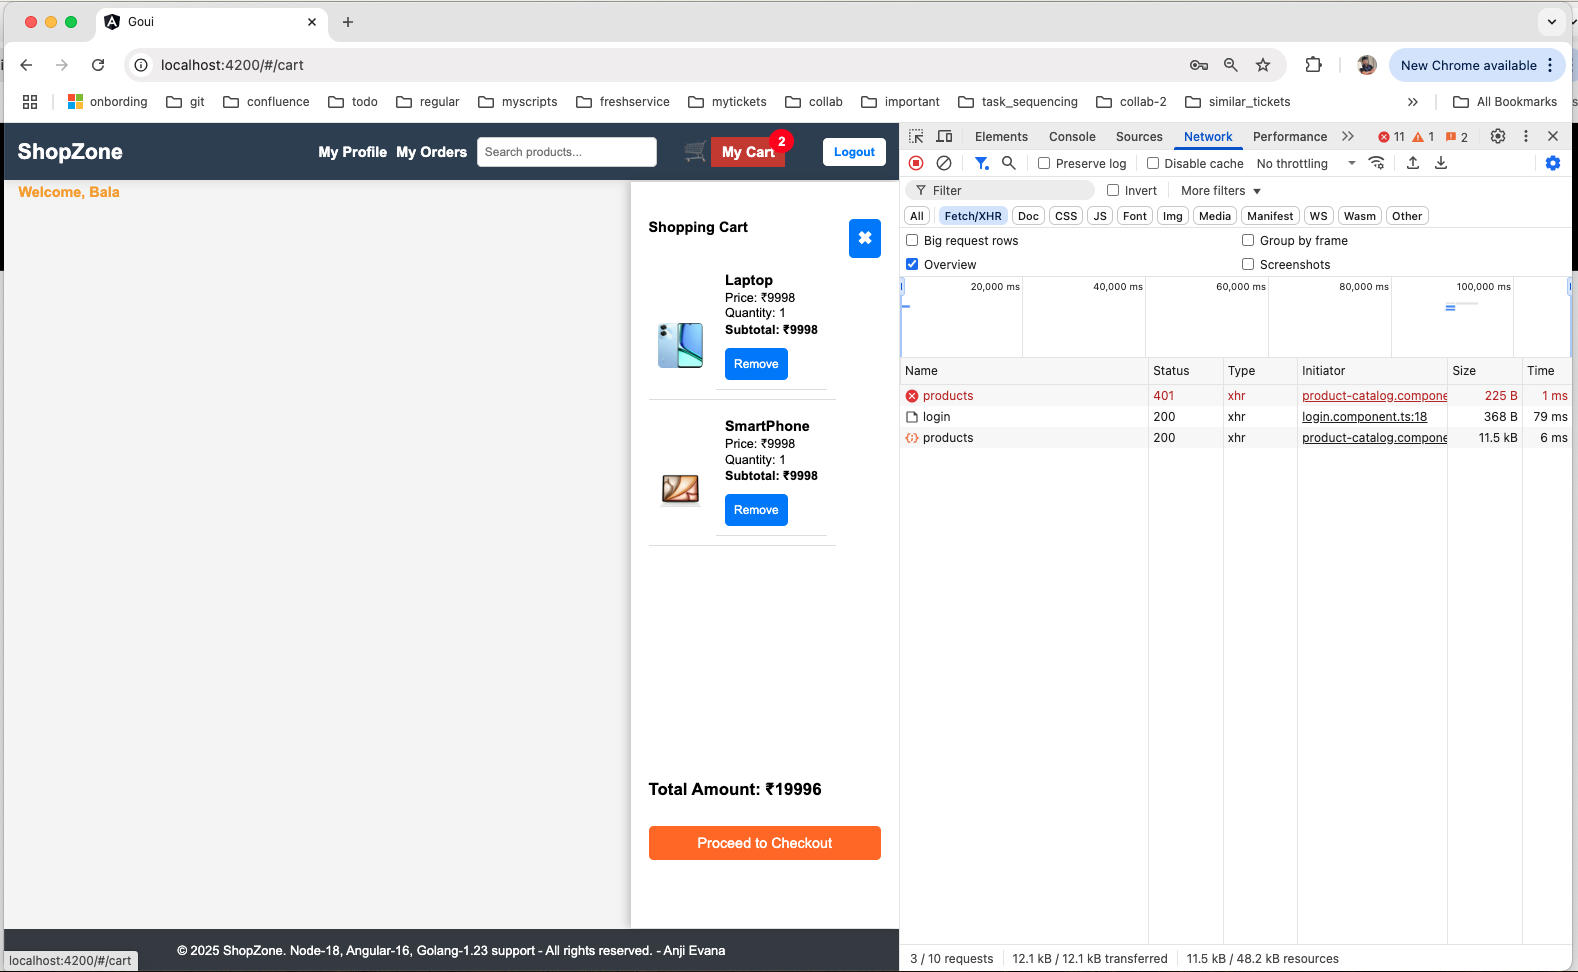 Goui
localhost:4200/#/cart
New Chrome available
onbording git confluence todo regular myscripts freshservice mytickets collab important task_sequencing collab-2 similar_tickets » All Bookmarks
ShopZone My Profile My Orders Search products... My Cart 2 Logout
Welcome, Bala
Shopping Cart
Laptop
Price: ₹9998
Quantity: 1
Subtotal: ₹9998
Remove
SmartPhone
Price: ₹9998
Quantity: 1
Subtotal: ₹9998
Remove
Total Amount: ₹19996
Proceed to Checkout
© 2025 ShopZone. Node-18, Angular-16, Golang-1.23 support - All rights reserved. - Anji Evana
localhost:4200/#/cart
Elements Console Sources Network Performance » 11 1 2
Preserve log Disable cache No throttling
Filter Invert More filters
All Fetch/XHR Doc CSS JS Font Img Media Manifest WS Wasm Other
Big request rows Group by frame
Overview Screenshots
20,000 ms 40,000 ms 60,000 ms 80,000 ms 100,000 ms
Name Status Type Initiator Size Time
products 401 xhr product-catalog.compone 225 B 1 ms
login 200 xhr login.component.ts:18 368 B 79 ms
products 200 xhr product-catalog.compone 11.5 kB 6 ms
3 / 10 requests 12.1 kB / 12.1 kB transferred 11.5 kB / 48.2 kB resources